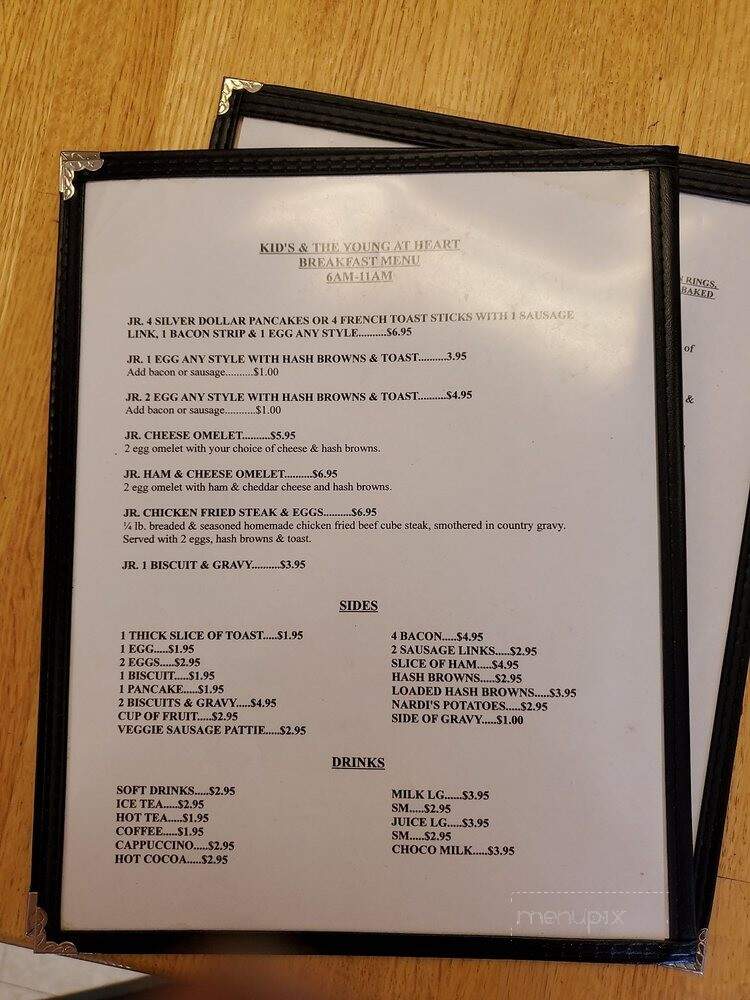 KID'S & THE YOUNG AT HEART
BREAKFAST MENU
6AM-11AM
JR. 4 SILVER DOLLAR PANCAKES OR 4 FRENCH TOAST STICKS WITH 1 SAUSAGE
LINK, 1 BACON STRIP & 1 EGG ANY STYLE..........$6.95
JR. 1 EGG ANY STYLE WITH HASH BROWNS & TOAST..........3.95
Add bacon or sausage..........$1.00
JR. 2 EGG ANY STYLE WITH HASH BROWNS & TOAST..........$4.95
Add bacon or sausage...........$1.00
JR. CHEESE OMELET..........$5.95
2 egg omelet with your choice of cheese & hash browns.
JR. HAM & CHEESE OMELET..........$6.95
2 egg omelet with ham & cheddar cheese and hash browns.
JR. CHICKEN FRIED STEAK & EGGS..........$6.95
¼ lb. breaded & seasoned homemade chicken fried beef cube steak, smothered in country gravy.
Served with 2 eggs, hash browns & toast.
JR. 1 BISCUIT & GRAVY..........$3.95
SIDES
1 THICK SLICE OF TOAST.....$1.95
1 EGG.....$1.95
2 EGGS.....$2.95
1 BISCUIT.....$1.95
1 PANCAKE.....$1.95
2 BISCUITS & GRAVY.....$4.95
CUP OF FRUIT.....$2.95
VEGGIE SAUSAGE PATTIE.....$2.95
4 BACON.....$4.95
2 SAUSAGE LINKS.....$2.95
SLICE OF HAM.....$4.95
HASH BROWNS.....$2.95
LOADED HASH BROWNS.....$3.95
NARDI'S POTATOES.....$2.95
SIDE OF GRAVY.....$1.00
DRINKS
SOFT DRINKS.....$2.95
ICE TEA.....$2.95
HOT TEA.....$1.95
COFFEE.....$1.95
CAPPUCCINO.....$2.95
HOT COCOA.....$2.95
MILK LG......$3.95
SM.....$2.95
JUICE LG.....$3.95
SM.....$2.95
CHOCO MILK.....$3.95
RINGS,
BAKED
of
&
menupix